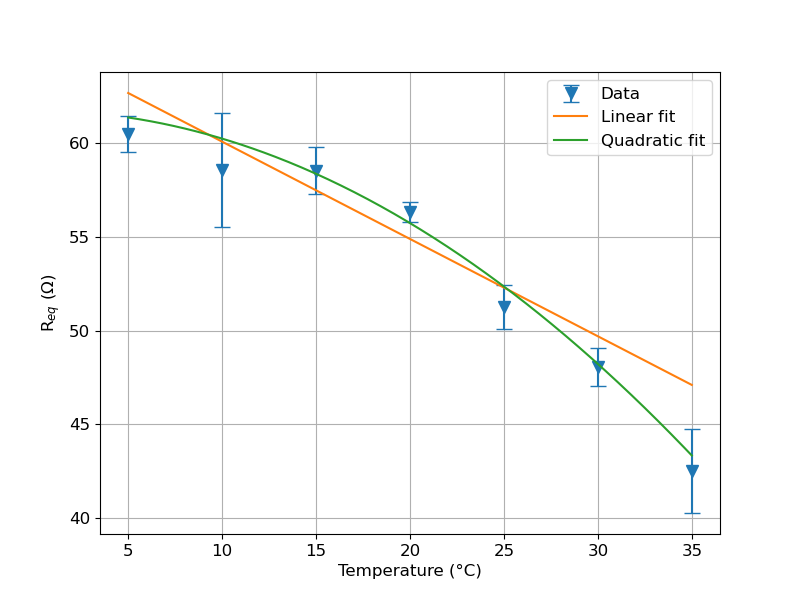 Data
Linear fit
Quadratic fit
60
55
50
45
40
R_eq (Ω)
5 10 15 20 25 30 35
Temperature (°C)